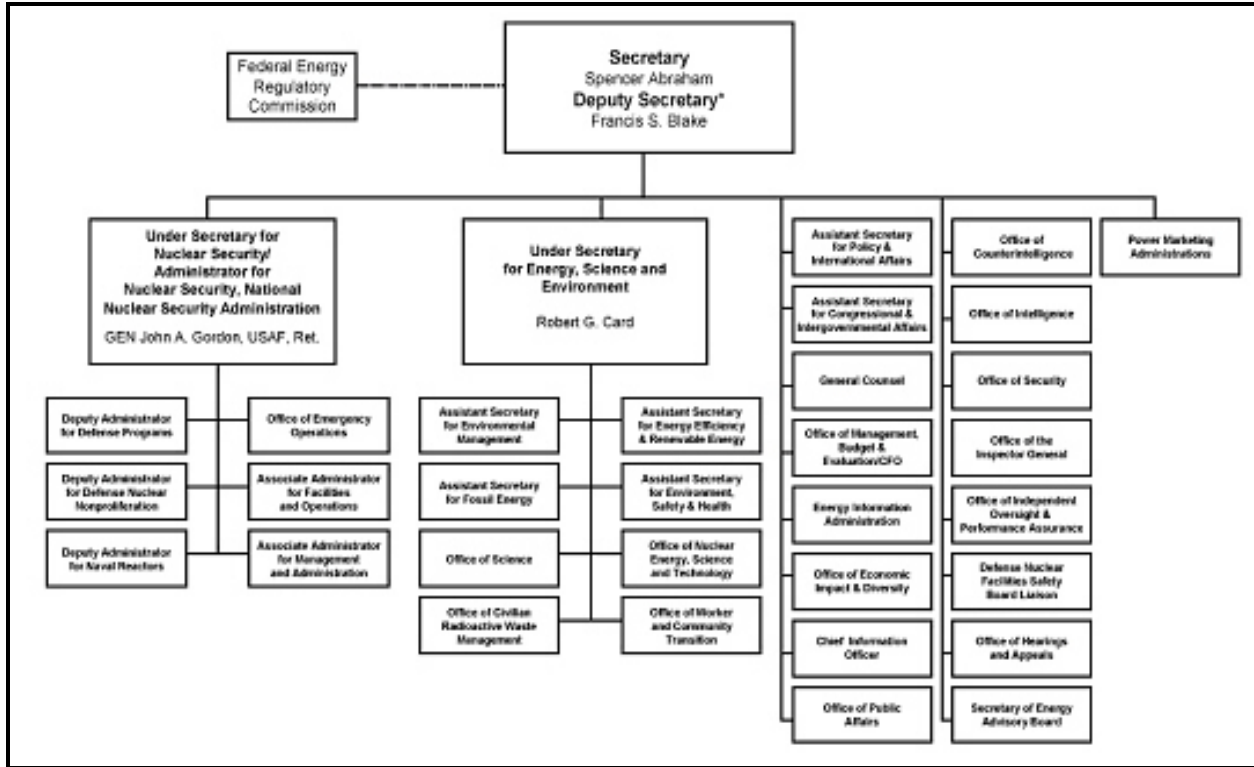 Federal Energy
Regulatory
Commission
Secretary
Spencer Abraham
Deputy Secretary*
Francis S. Blake
Under Secretary for
Nuclear Security/
Administrator for
Nuclear Security, National
Nuclear Security Administration
GEN John A. Gordon, USAF, Ret.
Under Secretary
for Energy, Science and
Environment
Robert G. Card
Deputy Administrator
for Defense Programs
Office of Emergency
Operations
Deputy Administrator
for Defense Nuclear
Nonproliferation
Associate Administrator
for Facilities
and Operations
Deputy Administrator
for Naval Reactors
Associate Administrator
for Management
and Administration
Assistant Secretary
for Environmental
Management
Assistant Secretary
for Energy Efficiency
& Renewable Energy
Assistant Secretary
for Fossil Energy
Assistant Secretary
for Environment,
Safety & Health
Office of Science
Office of Nuclear
Energy, Science
and Technology
Office of Civilian
Radioactive Waste
Management
Office of Worker
and Community
Transition
Assistant Secretary
for Policy &
International Affairs
Assistant Secretary
for Congressional &
Intergovernmental Affairs
General Counsel
Office of Management,
Budget &
Evaluation/CFO
Energy Information
Administration
Office of Economic
Impact & Diversity
Chief Information
Officer
Office of Public
Affairs
Office of
Counterintelligence
Office of Intelligence
Office of Security
Office of the
Inspector General
Office of Independent
Oversight &
Performance Assurance
Defense Nuclear
Facilities Safety
Board Liaison
Office of Hearings
and Appeals
Secretary of Energy
Advisory Board
Power Marketing
Administrations